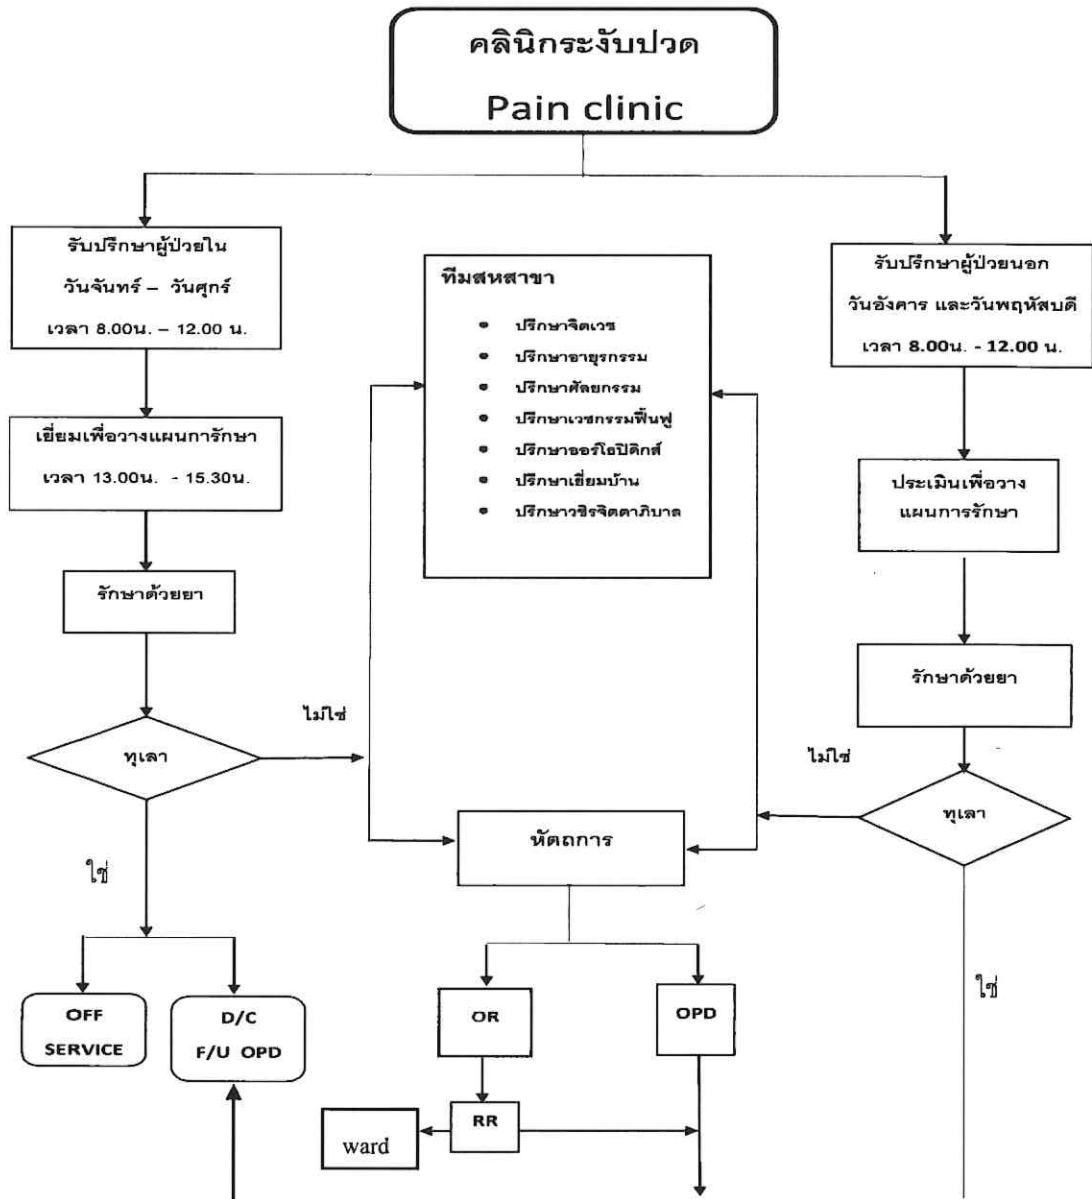 คลินิกระงับปวด
Pain clinic
รับปรึกษาผู้ป่วยใน
วันจันทร์ – วันศุกร์
เวลา 8.00น. – 12.00 น.
เยี่ยมเพื่อวางแผนการรักษา
เวลา 13.00น. - 15.30น.
รักษาด้วยยา
ทุเลา
ไม่ใช่
ใช่
OFF
SERVICE
D/C
F/U OPD
ทีมสหสาขา
• ปรึกษาจิตเวช
• ปรึกษาอายุรกรรม
• ปรึกษาศัลยกรรม
• ปรึกษาเวชกรรมฟื้นฟู
• ปรึกษาออร์โธปิดิกส์
• ปรึกษาเยี่ยมบ้าน
• ปรึกษาวชิรจิตตาภิบาล
หัตถการ
OR
OPD
RR
ward
รับปรึกษาผู้ป่วยนอก
วันอังคาร และวันพฤหัสบดี
เวลา 8.00น. - 12.00 น.
ประเมินเพื่อวาง
แผนการรักษา
รักษาด้วยยา
ไม่ใช่
ทุเลา
ใช่